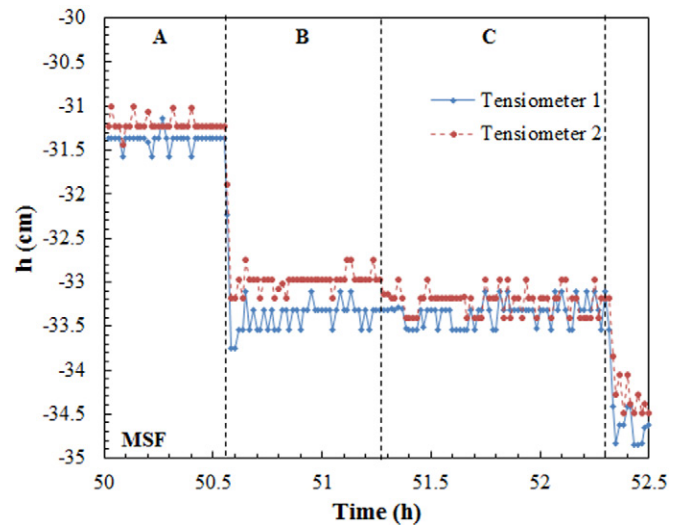 -30
A
B
C
-30.5
-31
Tensiometer 1
-31.5
Tensiometer 2
-32
h (cm)
-32.5
-33
-33.5
-34
-34.5
MSF
-35
50
50.5
51
51.5
52
52.5
Time (h)